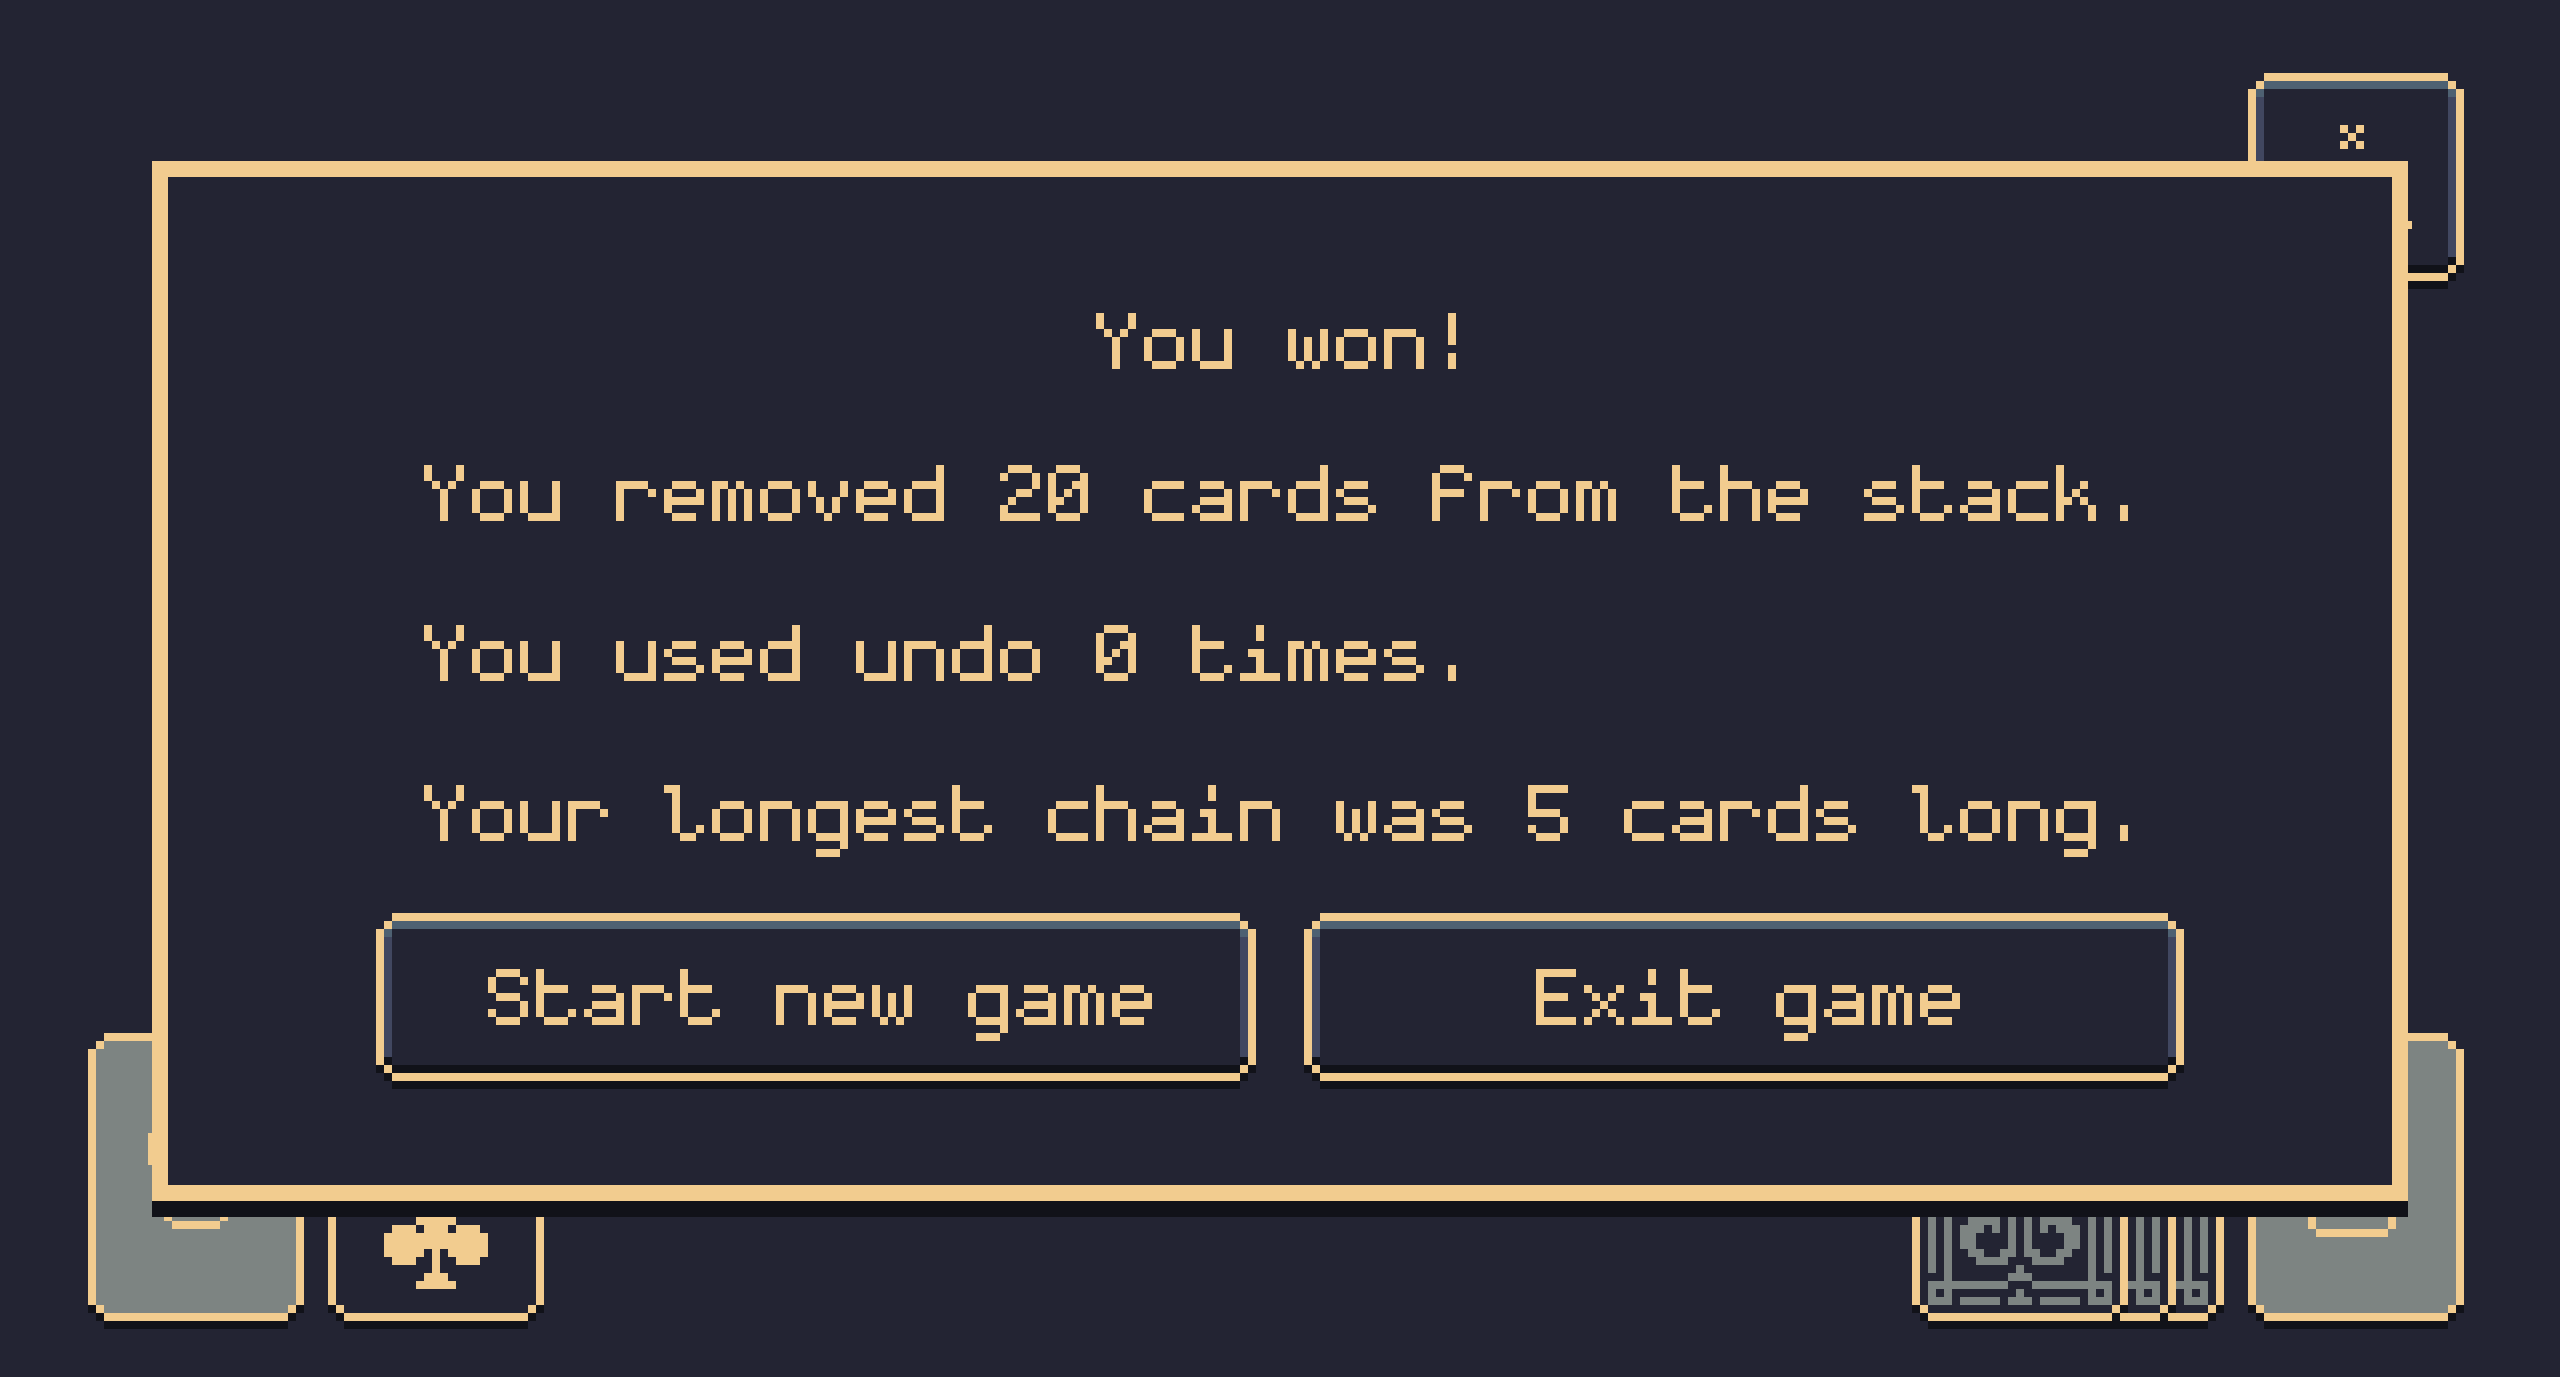 x
You won!
You removed 20 cards from the stack.
You used undo 0 times.
Your longest chain was 5 cards long.
Start new game
Exit game